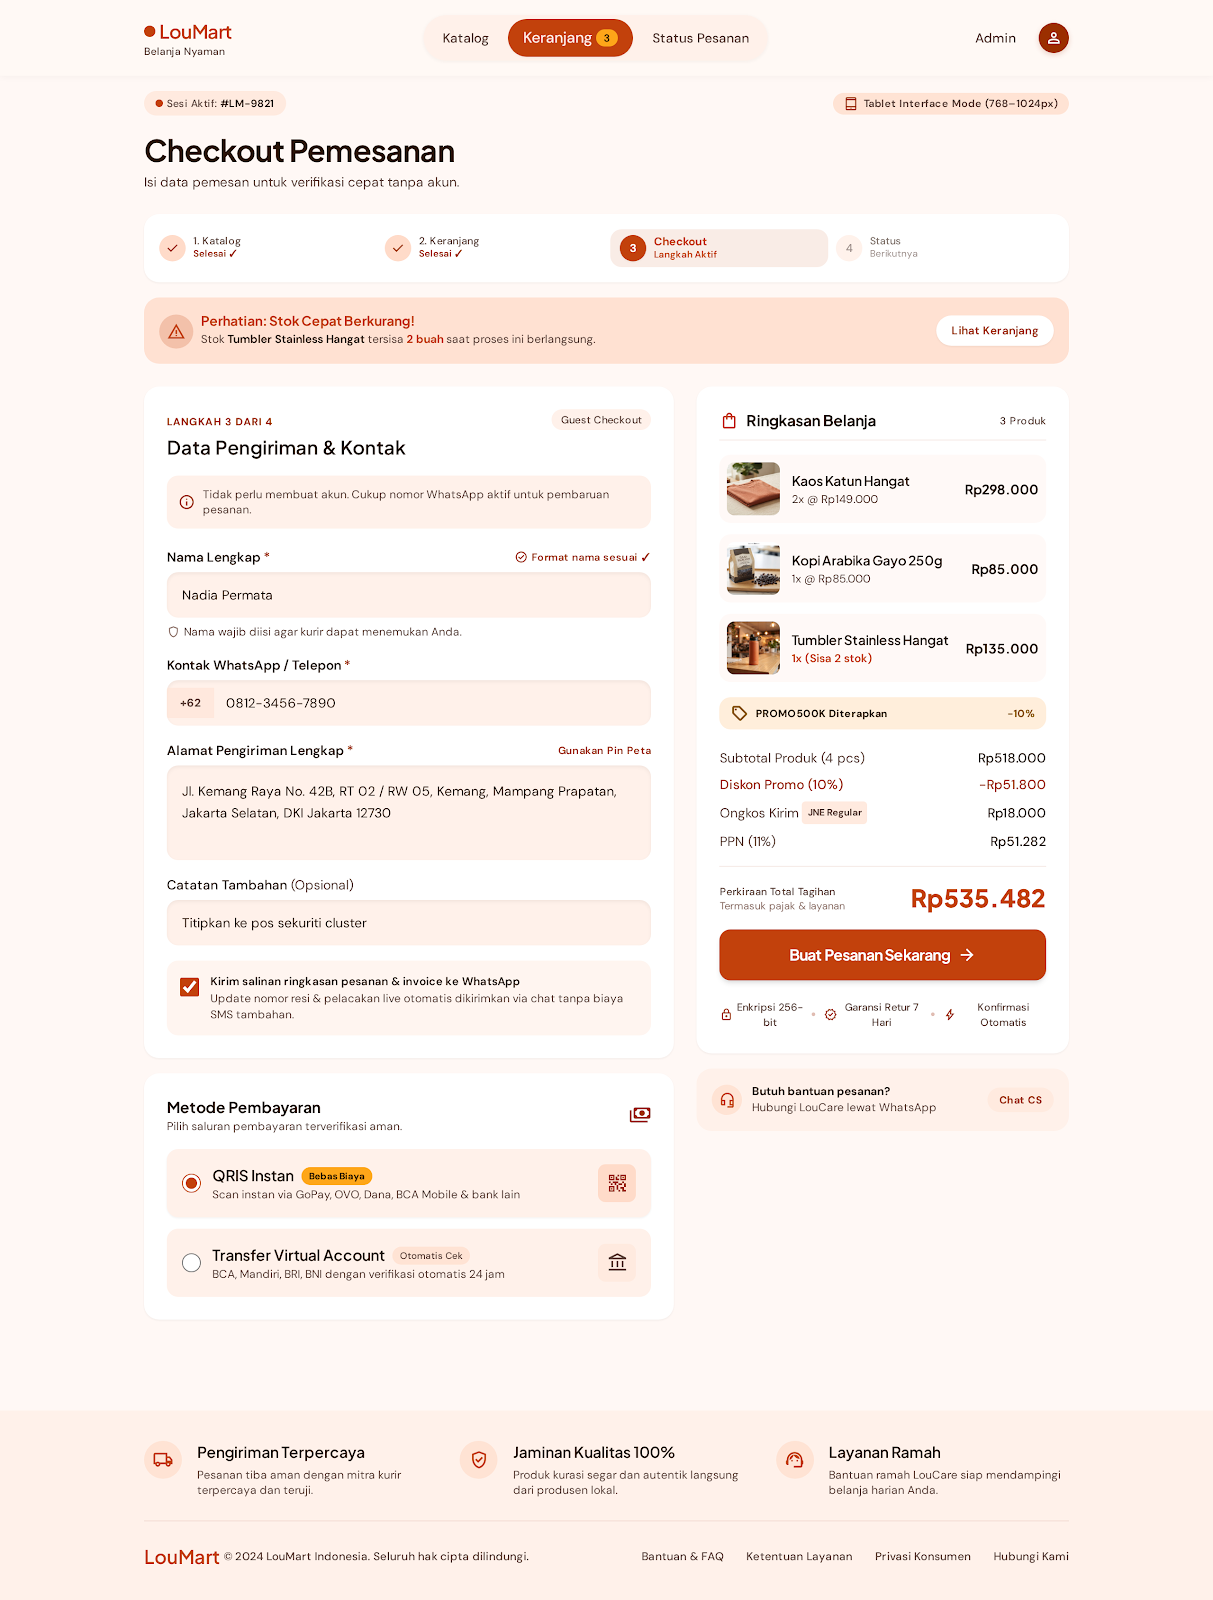 LouMart
Belanja Nyaman
Katalog
Keranjang 3
Status Pesanan
Admin
Sesi Aktif: #LM-9821
Tablet Interface Mode (768–1024px)
Checkout Pemesanan
Isi data pemesan untuk verifikasi cepat tanpa akun.
1. Katalog
Selesai ✓
2. Keranjang
Selesai ✓
3
Checkout
Langkah Aktif
4
Status
Berikutnya
Perhatian: Stok Cepat Berkurang!
Stok Tumbler Stainless Hangat tersisa 2 buah saat proses ini berlangsung.
Lihat Keranjang
LANGKAH 3 DARI 4
Guest Checkout
Data Pengiriman & Kontak
Tidak perlu membuat akun. Cukup nomor WhatsApp aktif untuk pembaruan
pesanan.
Nama Lengkap *
Format nama sesuai ✓
Nadia Permata
Nama wajib diisi agar kurir dapat menemukan Anda.
Kontak WhatsApp / Telepon *
+62
0812-3456-7890
Alamat Pengiriman Lengkap *
Gunakan Pin Peta
Jl. Kemang Raya No. 42B, RT 02 / RW 05, Kemang, Mampang Prapatan,
Jakarta Selatan, DKI Jakarta 12730
Catatan Tambahan (Opsional)
Titipkan ke pos sekuriti cluster
Kirim salinan ringkasan pesanan & invoice ke WhatsApp
Update nomor resi & pelacakan live otomatis dikirimkan via chat tanpa biaya
SMS tambahan.
Metode Pembayaran
Pilih saluran pembayaran terverifikasi aman.
QRIS Instan
Bebas Biaya
Scan instan via GoPay, OVO, Dana, BCA Mobile & bank lain
Transfer Virtual Account
Otomatis Cek
BCA, Mandiri, BRI, BNI dengan verifikasi otomatis 24 jam
Ringkasan Belanja
3 Produk
Kaos Katun Hangat
2x @ Rp149.000
Rp298.000
Kopi Arabika Gayo 250g
1x @ Rp85.000
Rp85.000
Tumbler Stainless Hangat
1x (Sisa 2 stok)
Rp135.000
PROMO500K Diterapkan
-10%
Subtotal Produk (4 pcs)
Rp518.000
Diskon Promo (10%)
-Rp51.800
Ongkos Kirim JNE Regular
Rp18.000
PPN (11%)
Rp51.282
Perkiraan Total Tagihan
Termasuk pajak & layanan
Rp535.482
Buat Pesanan Sekarang →
Enkripsi 256-
bit
•
Garansi Retur 7
Hari
•
Konfirmasi
Otomatis
Butuh bantuan pesanan?
Hubungi LouCare lewat WhatsApp
Chat CS
Pengiriman Terpercaya
Pesanan tiba aman dengan mitra kurir
terpercaya dan teruji.
Jaminan Kualitas 100%
Produk kurasi segar dan autentik langsung
dari produsen lokal.
Layanan Ramah
Bantuan ramah LouCare siap mendampingi
belanja harian Anda.
LouMart © 2024 LouMart Indonesia. Seluruh hak cipta dilindungi.
Bantuan & FAQ
Ketentuan Layanan
Privasi Konsumen
Hubungi Kami